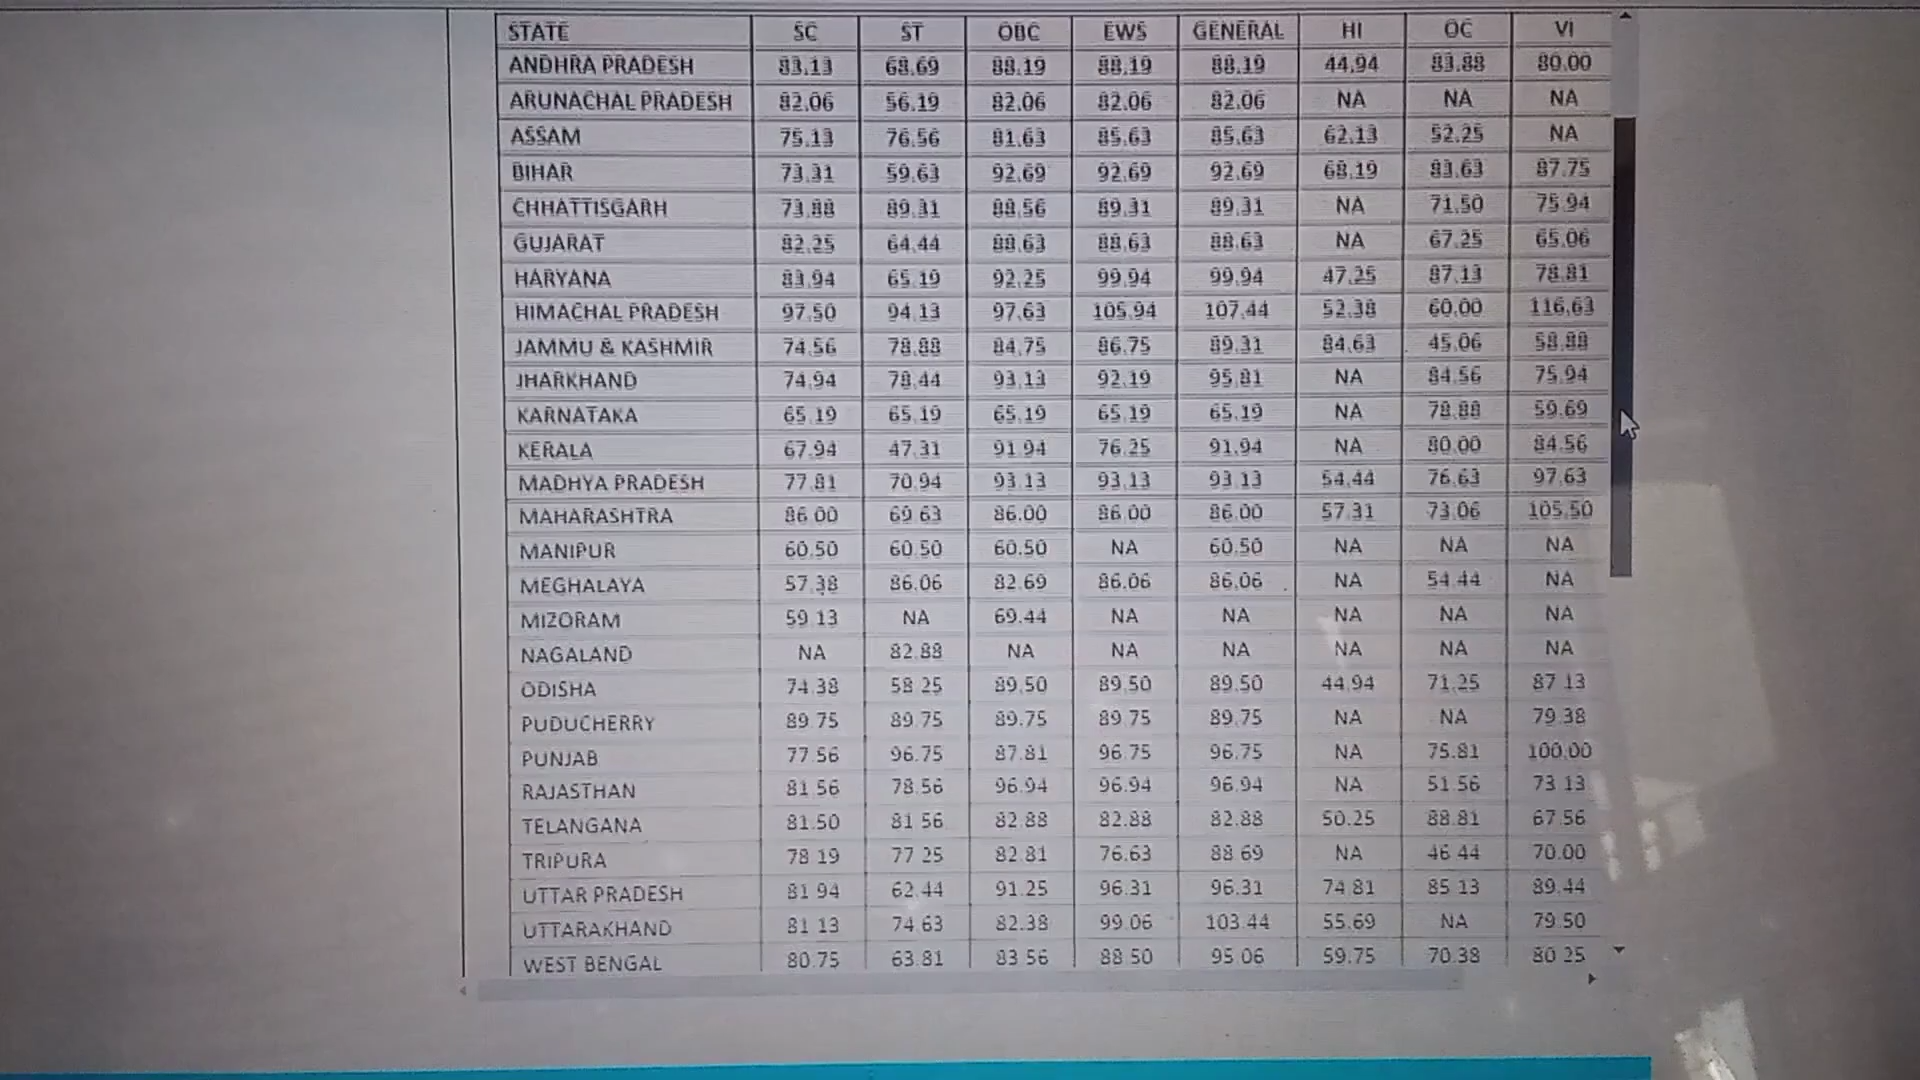 STATE SC ST OBC EWS GENERAL HI OC VI
ANDHRA PRADESH 83.13 68.69 88.19 88.19 88.19 44.94 83.88 80.00
ARUNACHAL PRADESH 82.06 56.19 82.06 82.06 82.06 NA NA NA
ASSAM 75.13 76.56 81.63 85.63 85.63 62.13 52.25 NA
BIHAR 73.31 59.63 92.69 92.69 92.69 68.19 83.63 87.75
CHHATTISGARH 73.88 89.31 88.56 89.31 89.31 NA 71.50 75.94
GUJARAT 82.25 64.44 88.63 88.63 88.63 NA 67.25 65.06
HARYANA 83.94 65.19 92.25 99.94 99.94 47.25 87.13 78.81
HIMACHAL PRADESH 97.50 94.13 97.63 105.94 107.44 52.38 60.00 116.63
JAMMU & KASHMIR 74.56 78.88 84.75 86.75 89.31 84.63 45.06 58.88
JHARKHAND 74.94 78.44 93.13 92.19 95.81 NA 84.56 75.94
KARNATAKA 65.19 65.19 65.19 65.19 65.19 NA 78.88 59.69
KERALA 67.94 47.31 91.94 76.25 91.94 NA 80.00 84.56
MADHYA PRADESH 77.81 70.94 93.13 93.13 93.13 54.44 76.63 97.63
MAHARASHTRA 86.00 69.63 86.00 86.00 86.00 57.31 73.06 105.50
MANIPUR 60.50 60.50 60.50 NA 60.50 NA NA NA
MEGHALAYA 57.38 86.06 82.69 86.06 86.06 NA 54.44 NA
MIZORAM 59.13 NA 69.44 NA NA NA NA NA
NAGALAND NA 82.88 NA NA NA NA NA NA
ODISHA 74.38 58.25 89.50 89.50 89.50 44.94 71.25 87.13
PUDUCHERRY 89.75 89.75 89.75 89.75 89.75 NA NA 79.38
PUNJAB 77.56 96.75 87.81 96.75 96.75 NA 75.81 100.00
RAJASTHAN 81.56 78.56 96.94 96.94 96.94 NA 51.56 73.13
TELANGANA 81.50 81.56 82.88 82.88 82.88 50.25 88.81 67.56
TRIPURA 78.19 77.25 82.81 76.63 88.69 NA 46.44 70.00
UTTAR PRADESH 81.94 62.44 91.25 96.31 96.31 74.81 85.13 89.44
UTTARAKHAND 81.13 74.63 82.38 99.06 103.44 55.69 NA 79.50
WEST BENGAL 80.75 63.81 83.56 88.50 95.06 59.75 70.38 80.25